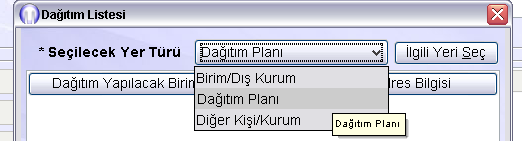 Dağıtım Listesi
* Seçilecek Yer Türü Dağıtım Planı İlgili Yeri Seç
Birim/Dış Kurum
Dağıtım Yapılacak Birim res Bilgisi
Dağıtım Planı
Diğer Kişi/Kurum
Dağıtım Planı